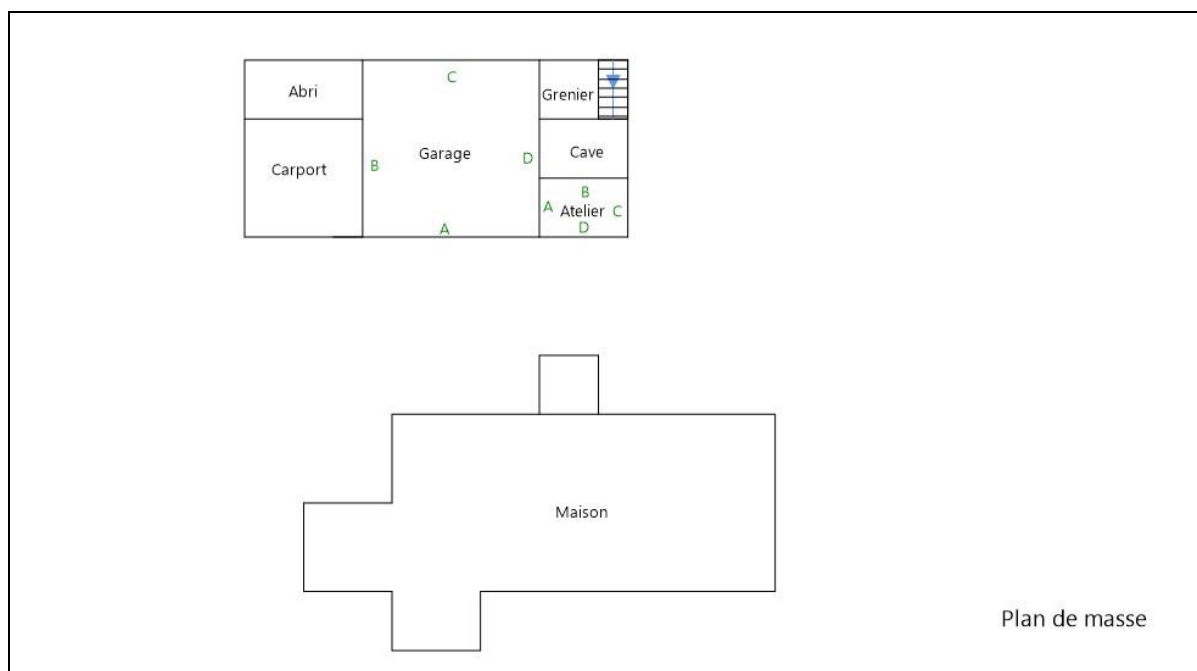 C
Abri
Grenier
Garage
Cave
B
D
Carport
B
A
Atelier
C
A
D
Maison
Plan de masse